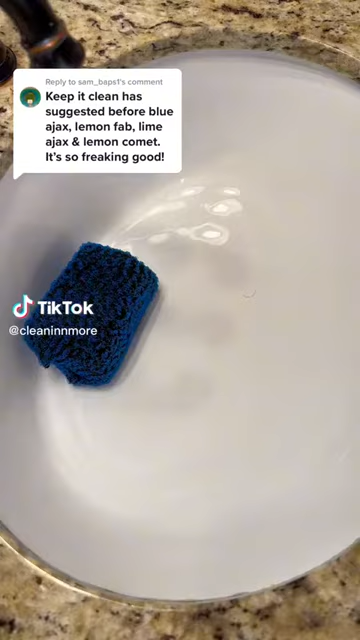 Reply to sam_baps1's comment
Keep it clean has
suggested before blue
ajax, lemon fab, lime
ajax & lemon comet.
It's so freaking good!
TikTok
@cleaninnmore